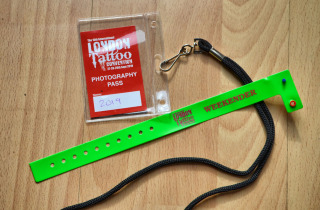 LONDON
Tattoo
CONVENTION
PHOTOGRAPHY
PASS
2019
LONDON
Tattoo
WEEKENDER